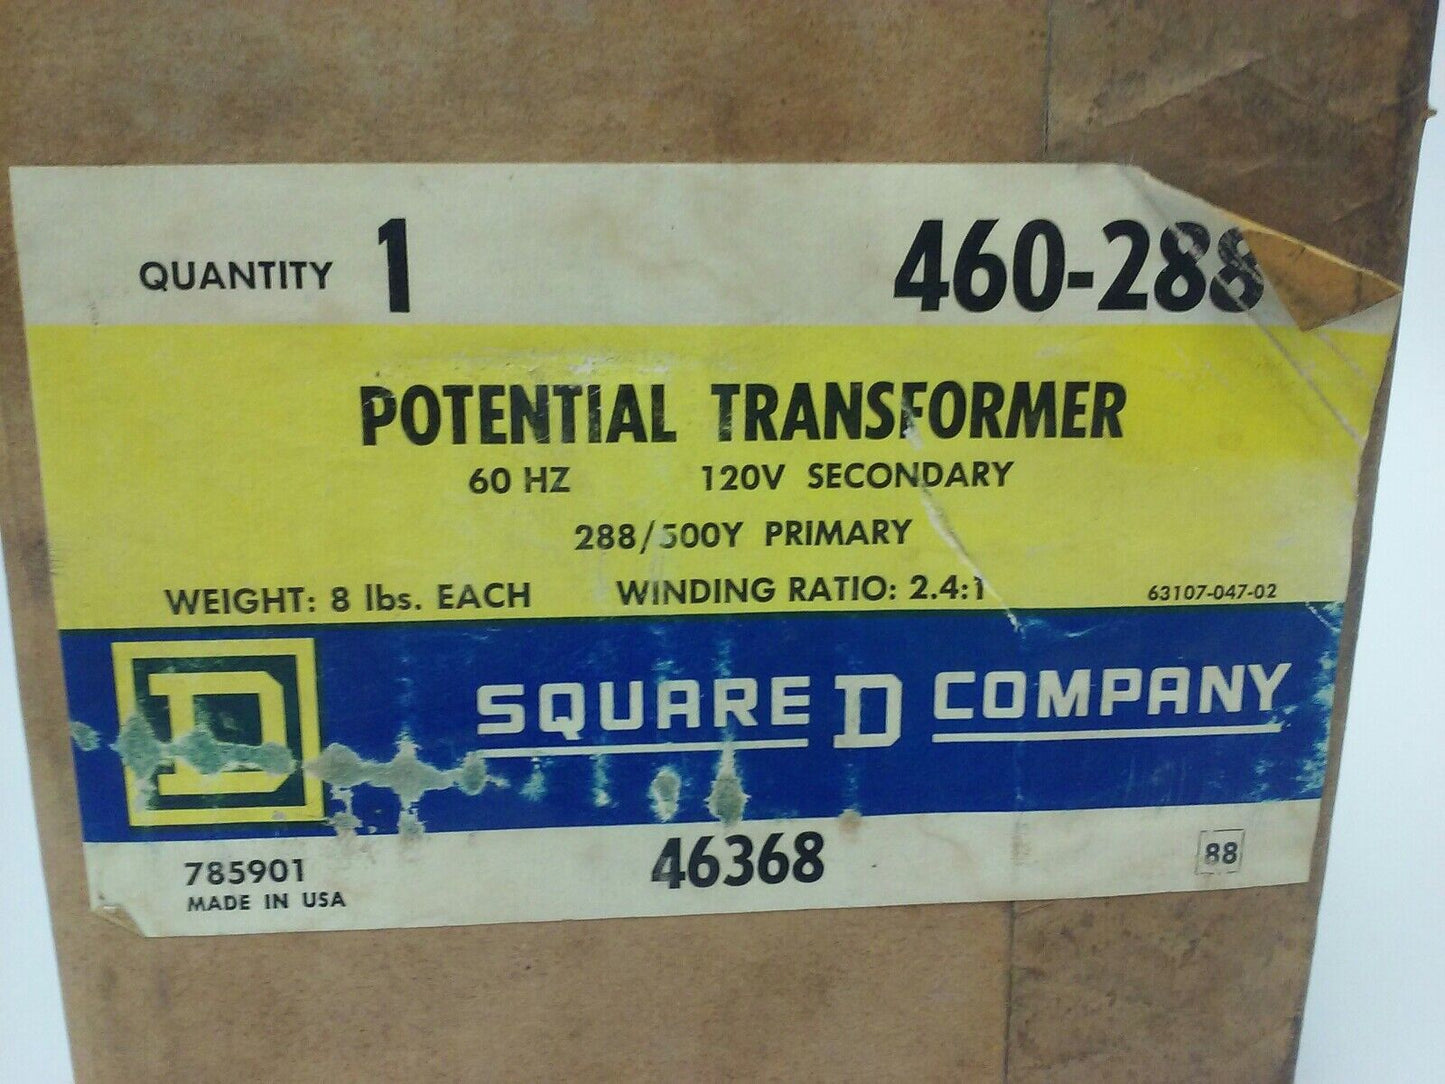 QUANTITY 1 460-288
POTENTIAL TRANSFORMER
60 HZ 120V SECONDARY
288/500Y PRIMARY
WEIGHT: 8 lbs. EACH WINDING RATIO: 2.4:1 63107-047-02
D SQUARE D COMPANY
785901 46368 88
MADE IN USA